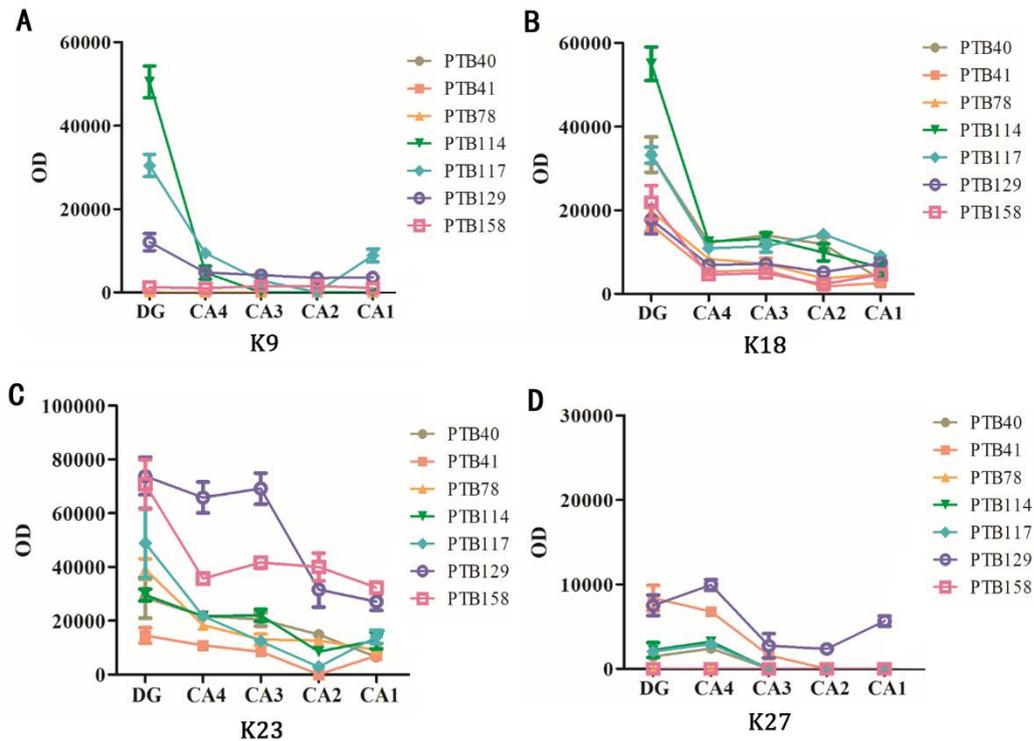 A
60000
40000
20000
0
OD
DG CA4 CA3 CA2 CA1
K9
PTB40
PTB41
PTB78
PTB114
PTB117
PTB129
PTB158
B
60000
40000
20000
0
OD
DG CA4 CA3 CA2 CA1
K18
PTB40
PTB41
PTB78
PTB114
PTB117
PTB129
PTB158
C
100000
80000
60000
40000
20000
0
OD
DG CA4 CA3 CA2 CA1
K23
PTB40
PTB41
PTB78
PTB114
PTB117
PTB129
PTB158
D
30000
20000
10000
0
OD
DG CA4 CA3 CA2 CA1
K27
PTB40
PTB41
PTB78
PTB114
PTB117
PTB129
PTB158